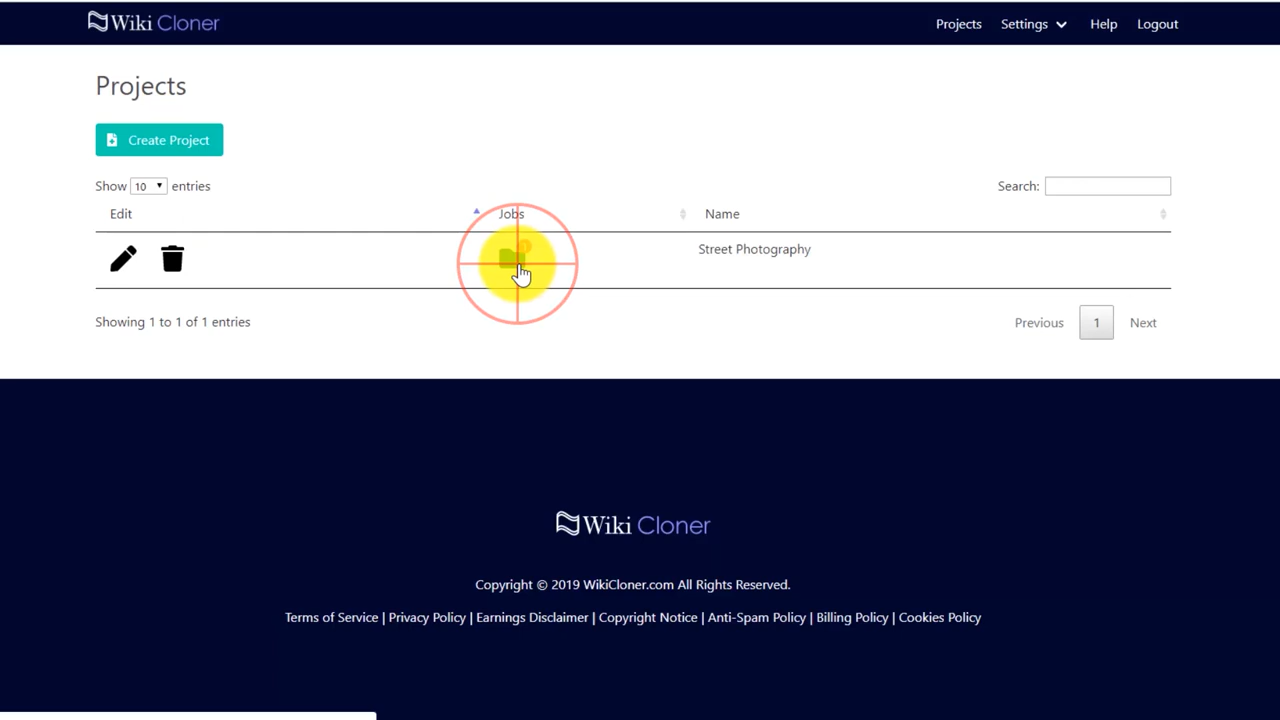 Wiki Cloner
Projects Settings Help Logout
Projects
Create Project
Show 10 entries Search:
Edit Jobs Name
1
Street Photography
Showing 1 to 1 of 1 entries Previous 1 Next
Wiki Cloner
Copyright © 2019 WikiCloner.com All Rights Reserved.
Terms of Service | Privacy Policy | Earnings Disclaimer | Copyright Notice | Anti-Spam Policy | Billing Policy | Cookies Policy